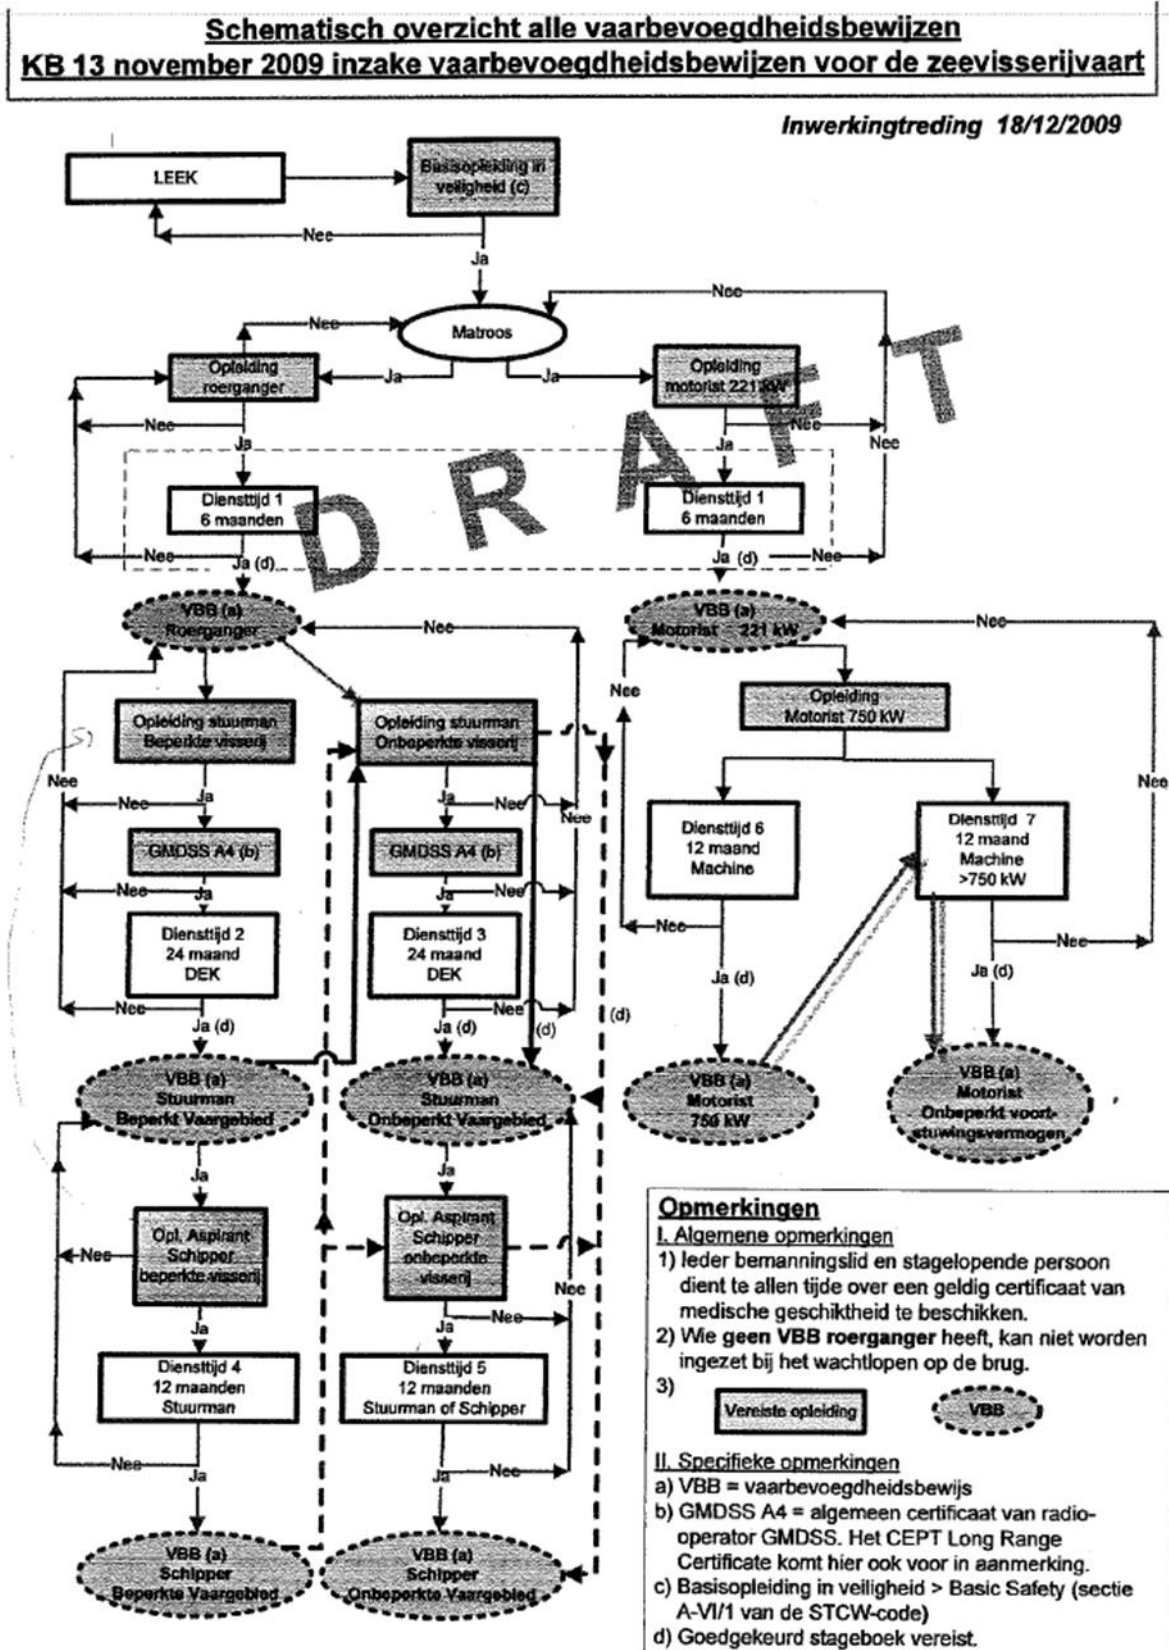 Schematisch overzicht alle vaarbevoegdheidsbewijzen
KB 13 november 2009 inzake vaarbevoegdheidsbewijzen voor de zeevisserijvaart
Inwerkingtreding 18/12/2009
LEEK
Basisopleiding in
veiligheid (c)
Nee
Ja
Nee
Nee
Matroos
Opleiding
roerganger
Ja
Ja
Opleiding
motorist 221 kW
Nee
Ja
Ja
Nee
Nee
DRAFT
Diensttijd 1
6 maanden
Diensttijd 1
6 maanden
Nee
Ja (d)
Ja (d)
Nee
VBB (a)
Roerganger
Nee
VBB (a)
Motorist 221 kW
Nee
Nee
Opleiding
Motorist 750 kW
Opleiding stuurman
Beperkte visserij
Opleiding stuurman
Onbeperkte visserij
Nee
Ja
Nee
Ja
Nee
Nee
Nee
Diensttijd 6
12 maand
Machine
Diensttijd 7
12 maand
Machine
>750 kW
GMDSS A4 (b)
GMDSS A4 (b)
Nee
Ja
Ja
Nee
Nee
Nee
Diensttijd 2
24 maand
DEK
Diensttijd 3
24 maand
DEK
Ja (d)
Ja (d)
Nee
Ja (d)
Nee
Ja (d)
(d)
(d)
VBB (a)
Stuurman
Beperkt Vaargebied
VBB (a)
Stuurman
Onbeperkt Vaargebied
VBB (a)
Motorist
750 kW
VBB (a)
Motorist
Onbeperkt voort-
stuwingsvermogen
Ja
Ja
Opl. Aspirant
Schipper
beperkte visserij
Opl. Aspirant
Schipper
onbeperkte
visserij
Nee
Nee
Ja
Ja
Nee
Diensttijd 4
12 maanden
Stuurman
Diensttijd 5
12 maanden
Stuurman of Schipper
Nee
Ja
Ja
Nee
VBB (a)
Schipper
Beperkte Vaargebied
VBB (a)
Schipper
Onbeperkte Vaargebied
Opmerkingen
I. Algemene opmerkingen
1) Ieder bemanningslid en stagelopende persoon
dient te allen tijde over een geldig certificaat van
medische geschiktheid te beschikken.
2) Wie geen VBB roerganger heeft, kan niet worden
ingezet bij het wachtlopen op de brug.
3)
Vereiste opleiding
VBB
II. Specifieke opmerkingen
a) VBB = vaarbevoegdheidsbewijs
b) GMDSS A4 = algemeen certificaat van radio-
operator GMDSS. Het CEPT Long Range
Certificate komt hier ook voor in aanmerking.
c) Basisopleiding in veiligheid > Basic Safety (sectie
A-VI/1 van de STCW-code)
d) Goedgekeurd stageboek vereist.